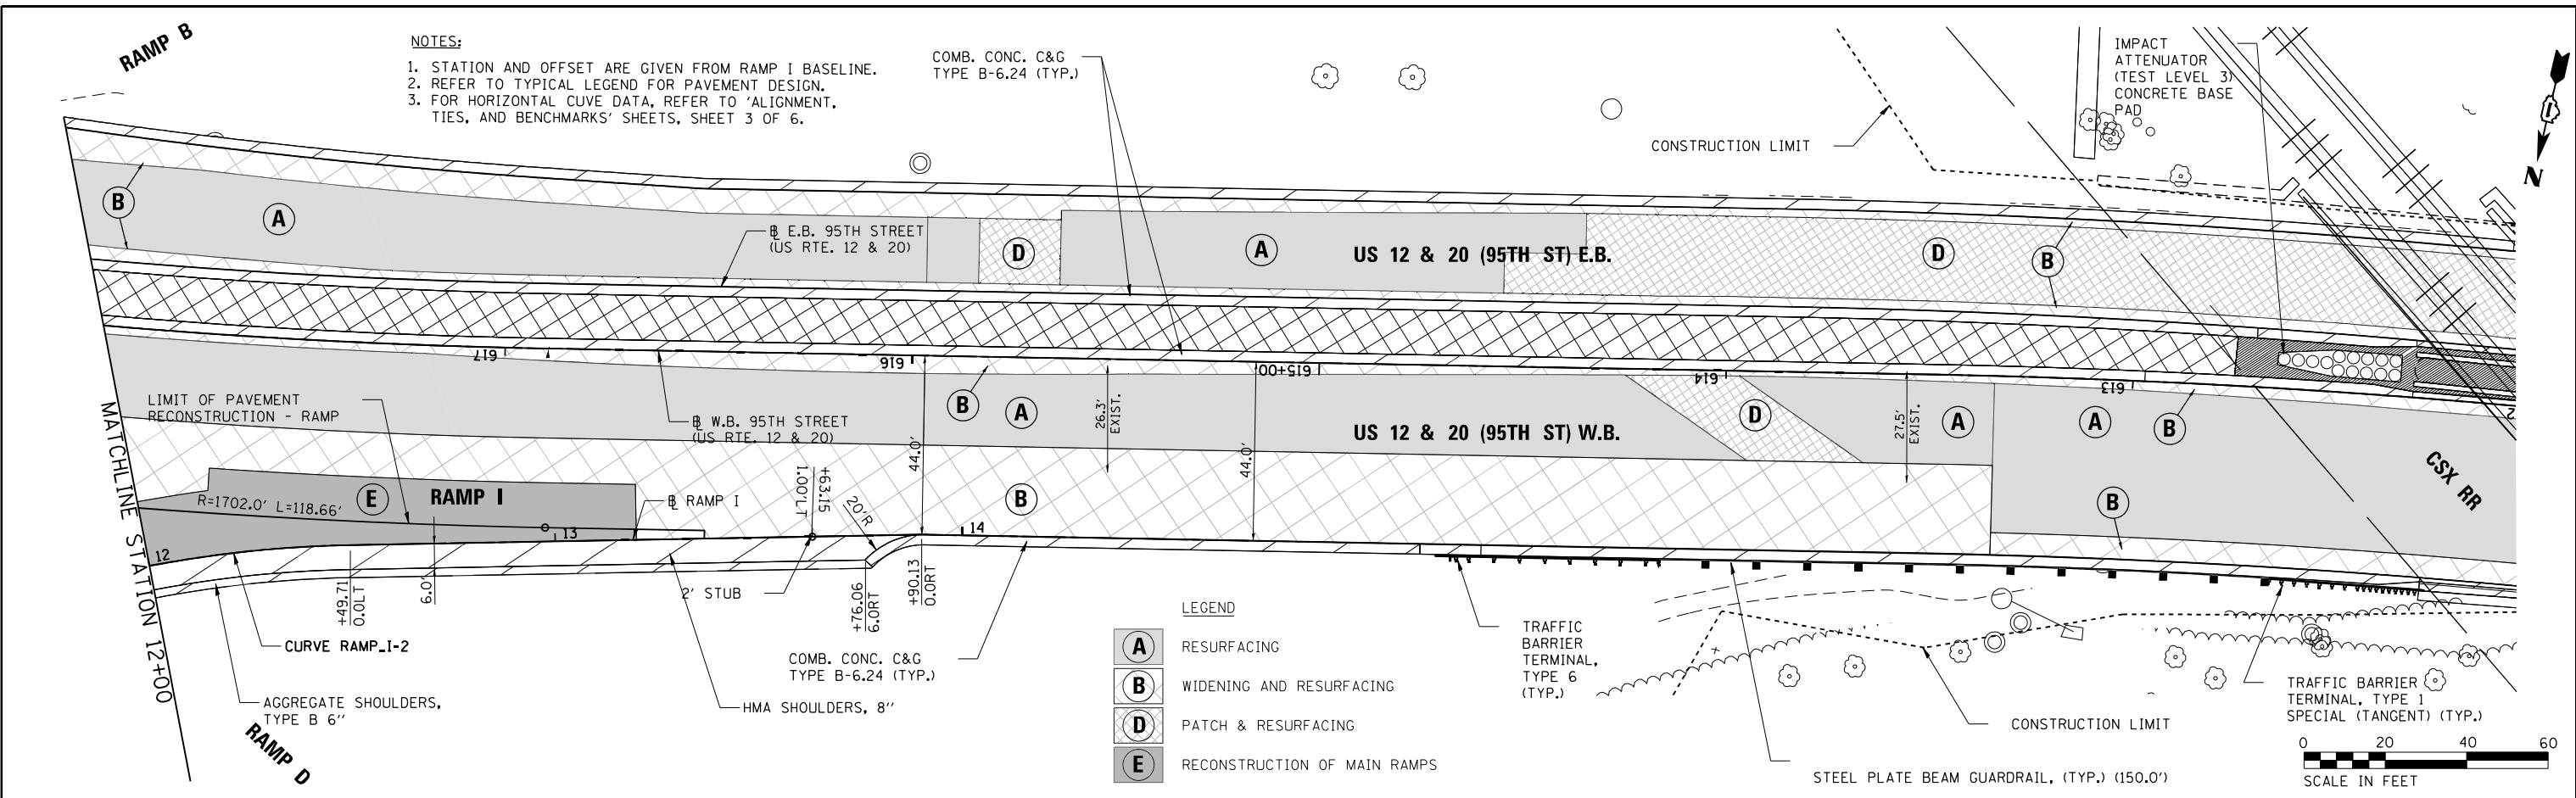 RAMP B
NOTES:
1. STATION AND OFFSET ARE GIVEN FROM RAMP I BASELINE.
2. REFER TO TYPICAL LEGEND FOR PAVEMENT DESIGN.
3. FOR HORIZONTAL CUVE DATA, REFER TO 'ALIGNMENT,
TIES, AND BENCHMARKS' SHEETS, SHEET 3 OF 6.
COMB. CONC. C&G
TYPE B-6.24 (TYP.)
IMPACT
ATTENUATOR
(TEST LEVEL 3)
CONCRETE BASE
PAD
CONSTRUCTION LIMIT
N
B
A
℄ E.B. 95TH STREET
(US RTE. 12 & 20)
D
A
US 12 & 20 (95TH ST) E.B.
D
B
617
616
615+00
614
613
LIMIT OF PAVEMENT
RECONSTRUCTION - RAMP
℄ W.B. 95TH STREET
(US RTE. 12 & 20)
B
A
26.3'
EXIST.
44.0'
44.0'
US 12 & 20 (95TH ST) W.B.
D
27.5'
EXIST.
A
A
B
CSX RR
MATCHLINE STATION 12+00
R=1702.0' L=118.66'
E
RAMP I
℄ RAMP I
+63.15
1.00'LT
20'R
B
B
12
13
14
+49.71
0.0LT
6.0'
2' STUB
+76.06
6.0RT
+90.13
0.0RT
CURVE RAMP_I-2
COMB. CONC. C&G
TYPE B-6.24 (TYP.)
AGGREGATE SHOULDERS,
TYPE B 6''
HMA SHOULDERS, 8''
RAMP D
LEGEND
A RESURFACING
B WIDENING AND RESURFACING
D PATCH & RESURFACING
E RECONSTRUCTION OF MAIN RAMPS
TRAFFIC
BARRIER
TERMINAL,
TYPE 6
(TYP.)
CONSTRUCTION LIMIT
STEEL PLATE BEAM GUARDRAIL, (TYP.) (150.0')
TRAFFIC BARRIER
TERMINAL, TYPE 1
SPECIAL (TANGENT) (TYP.)
0 20 40 60
SCALE IN FEET